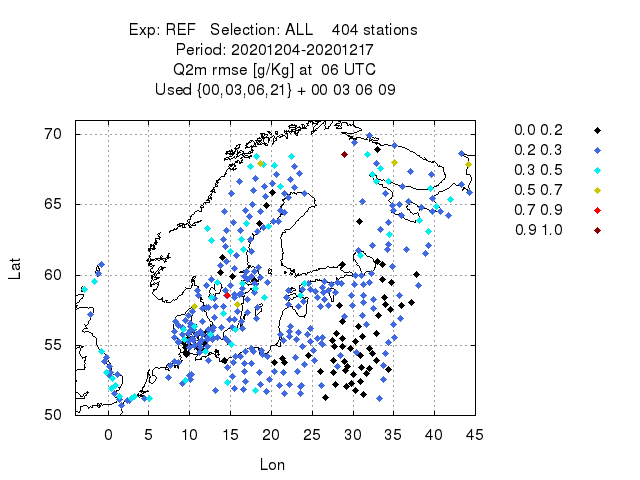 Exp: REF   Selection: ALL    404 stations
Period: 20201204-20201217
Q2m rmse [g/Kg] at  06 UTC
Used {00,03,06,21} + 00 03 06 09
0.0 0.2
0.2 0.3
0.3 0.5
0.5 0.7
0.7 0.9
0.9 1.0
70
65
60
55
50
Lat
0 5 10 15 20 25 30 35 40 45
Lon